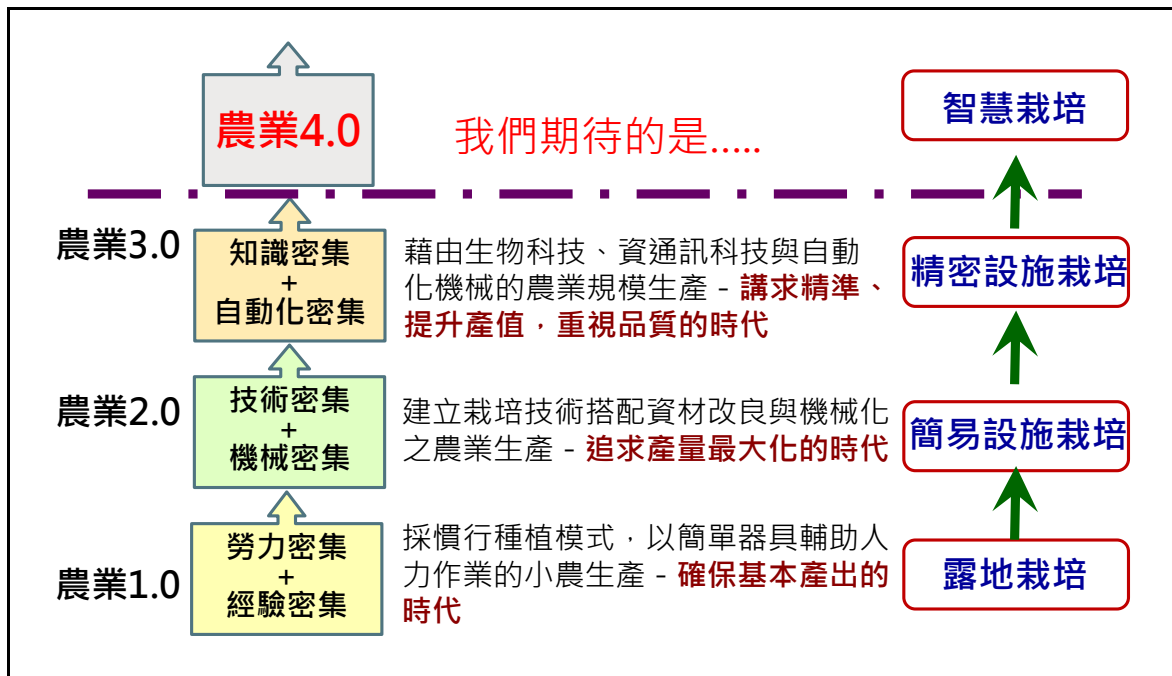 農業4.0
我們期待的是.....
智慧栽培
農業3.0
知識密集
+
自動化密集
藉由生物科技、資通訊科技與自動
化機械的農業規模生產 - 講求精準、
提升產值，重視品質的時代
精密設施栽培
農業2.0
技術密集
+
機械密集
建立栽培技術搭配資材改良與機械化
之農業生產 - 追求產量最大化的時代
簡易設施栽培
農業1.0
勞力密集
+
經驗密集
採慣行種植模式，以簡單器具輔助人
力作業的小農生產 - 確保基本產出的
時代
露地栽培